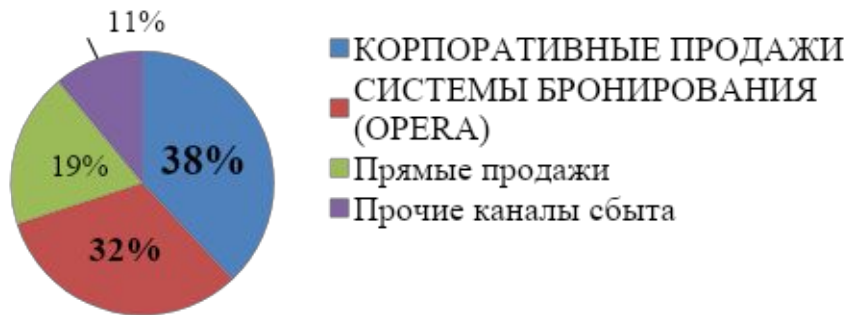 11%
38%
19%
32%
КОРПОРАТИВНЫЕ ПРОДАЖИ
СИСТЕМЫ БРОНИРОВАНИЯ
(OPERA)
Прямые продажи
Прочие каналы сбыта